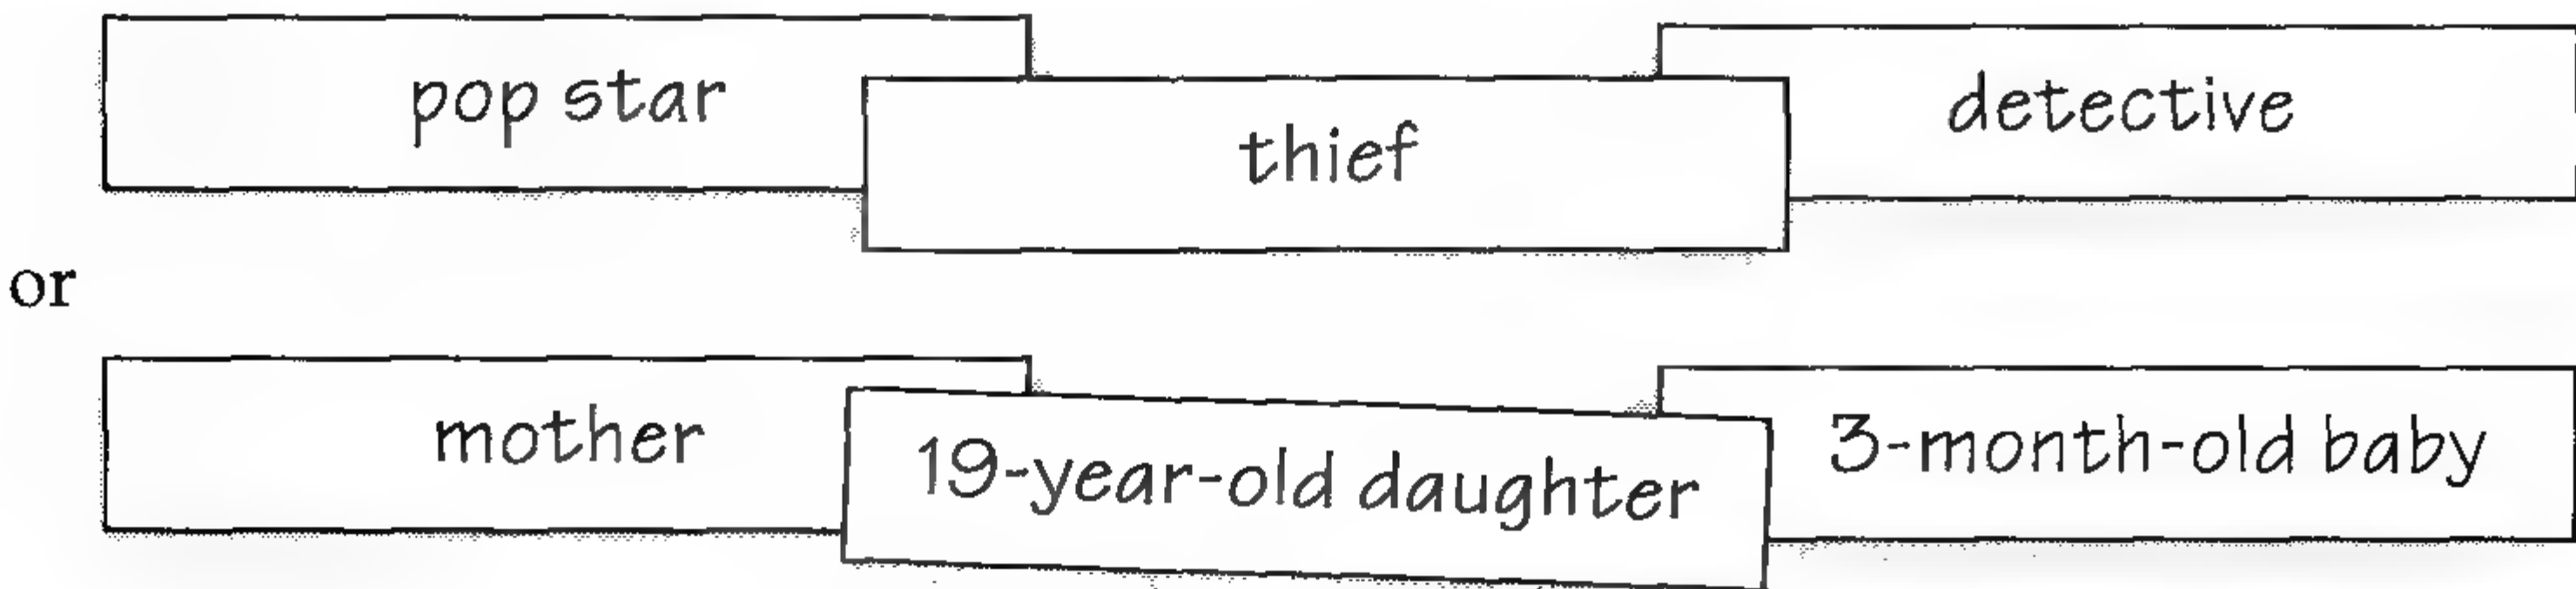 pop star
thief
detective
or
mother
19-year-old daughter
3-month-old baby